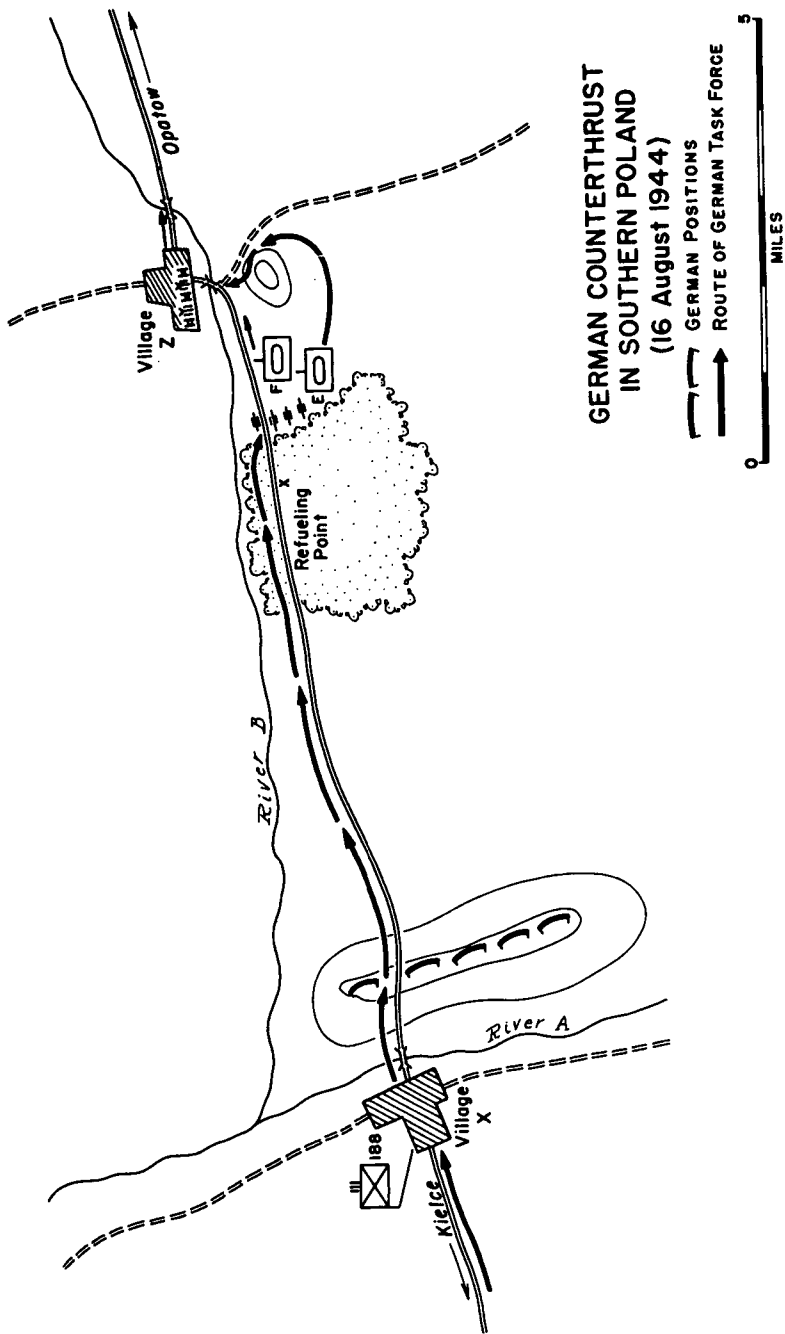 GERMAN COUNTERTHRUST
IN SOUTHERN POLAND
(16 August 1944)
GERMAN POSITIONS
ROUTE OF GERMAN TASK FORCE
0
5
MILES
Opatow
Village
Z
F
E
X
Refueling
Point
River B
River A
Village
X
III
188
Kielce